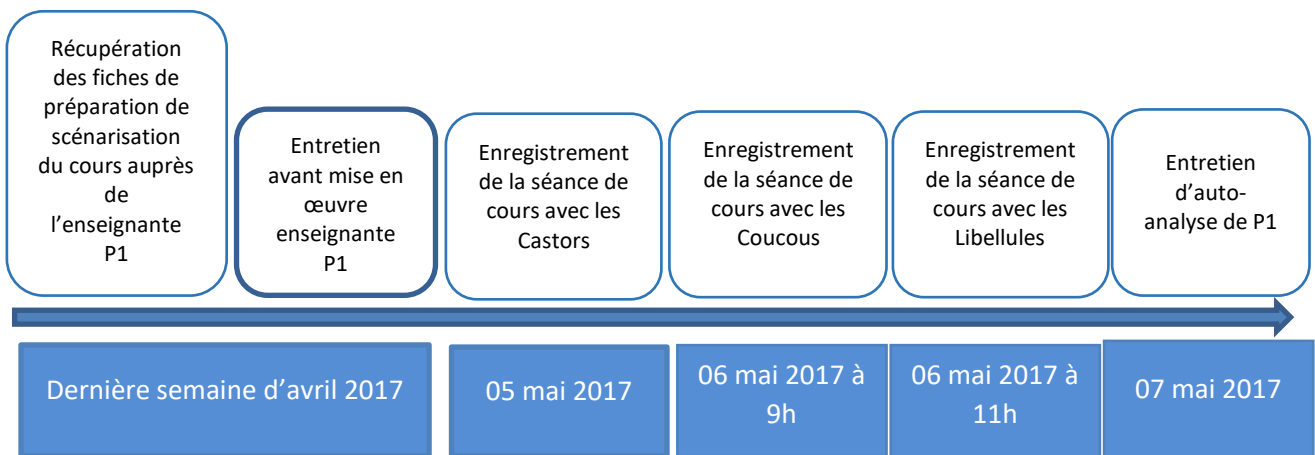 Récupération
des fiches de
préparation de
scénarisation
du cours auprès
de
l’enseignante
P1
Entretien
avant mise en
œuvre
enseignante
P1
Enregistrement
de la séance de
cours avec les
Castors
Enregistrement
de la séance de
cours avec les
Coucous
Enregistrement
de la séance de
cours avec les
Libellules
Entretien
d’auto-
analyse de P1
Dernière semaine d’avril 2017
05 mai 2017
06 mai 2017 à
9h
06 mai 2017 à
11h
07 mai 2017